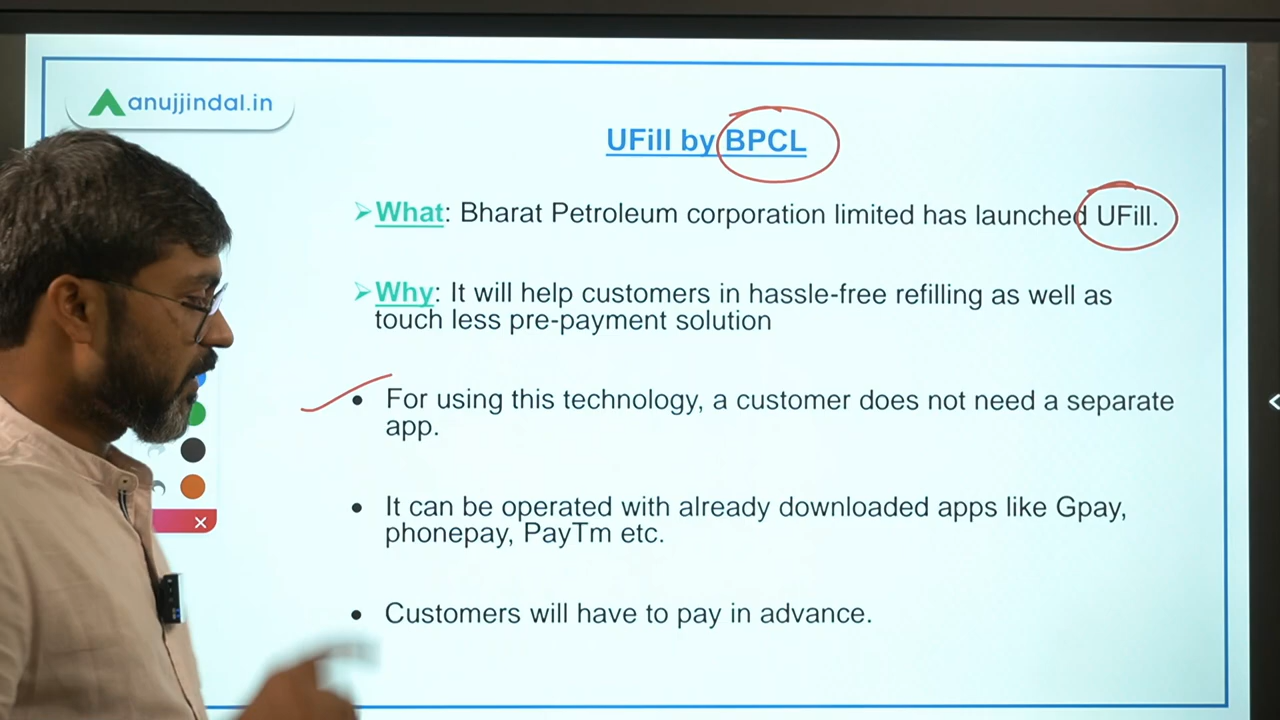 anujjindal.in
UFill by BPCL
What: Bharat Petroleum corporation limited has launched UFill.
Why: It will help customers in hassle-free refilling as well as
touch less pre-payment solution
For using this technology, a customer does not need a separate
app.
It can be operated with already downloaded apps like Gpay,
phonepay, PayTm etc.
Customers will have to pay in advance.